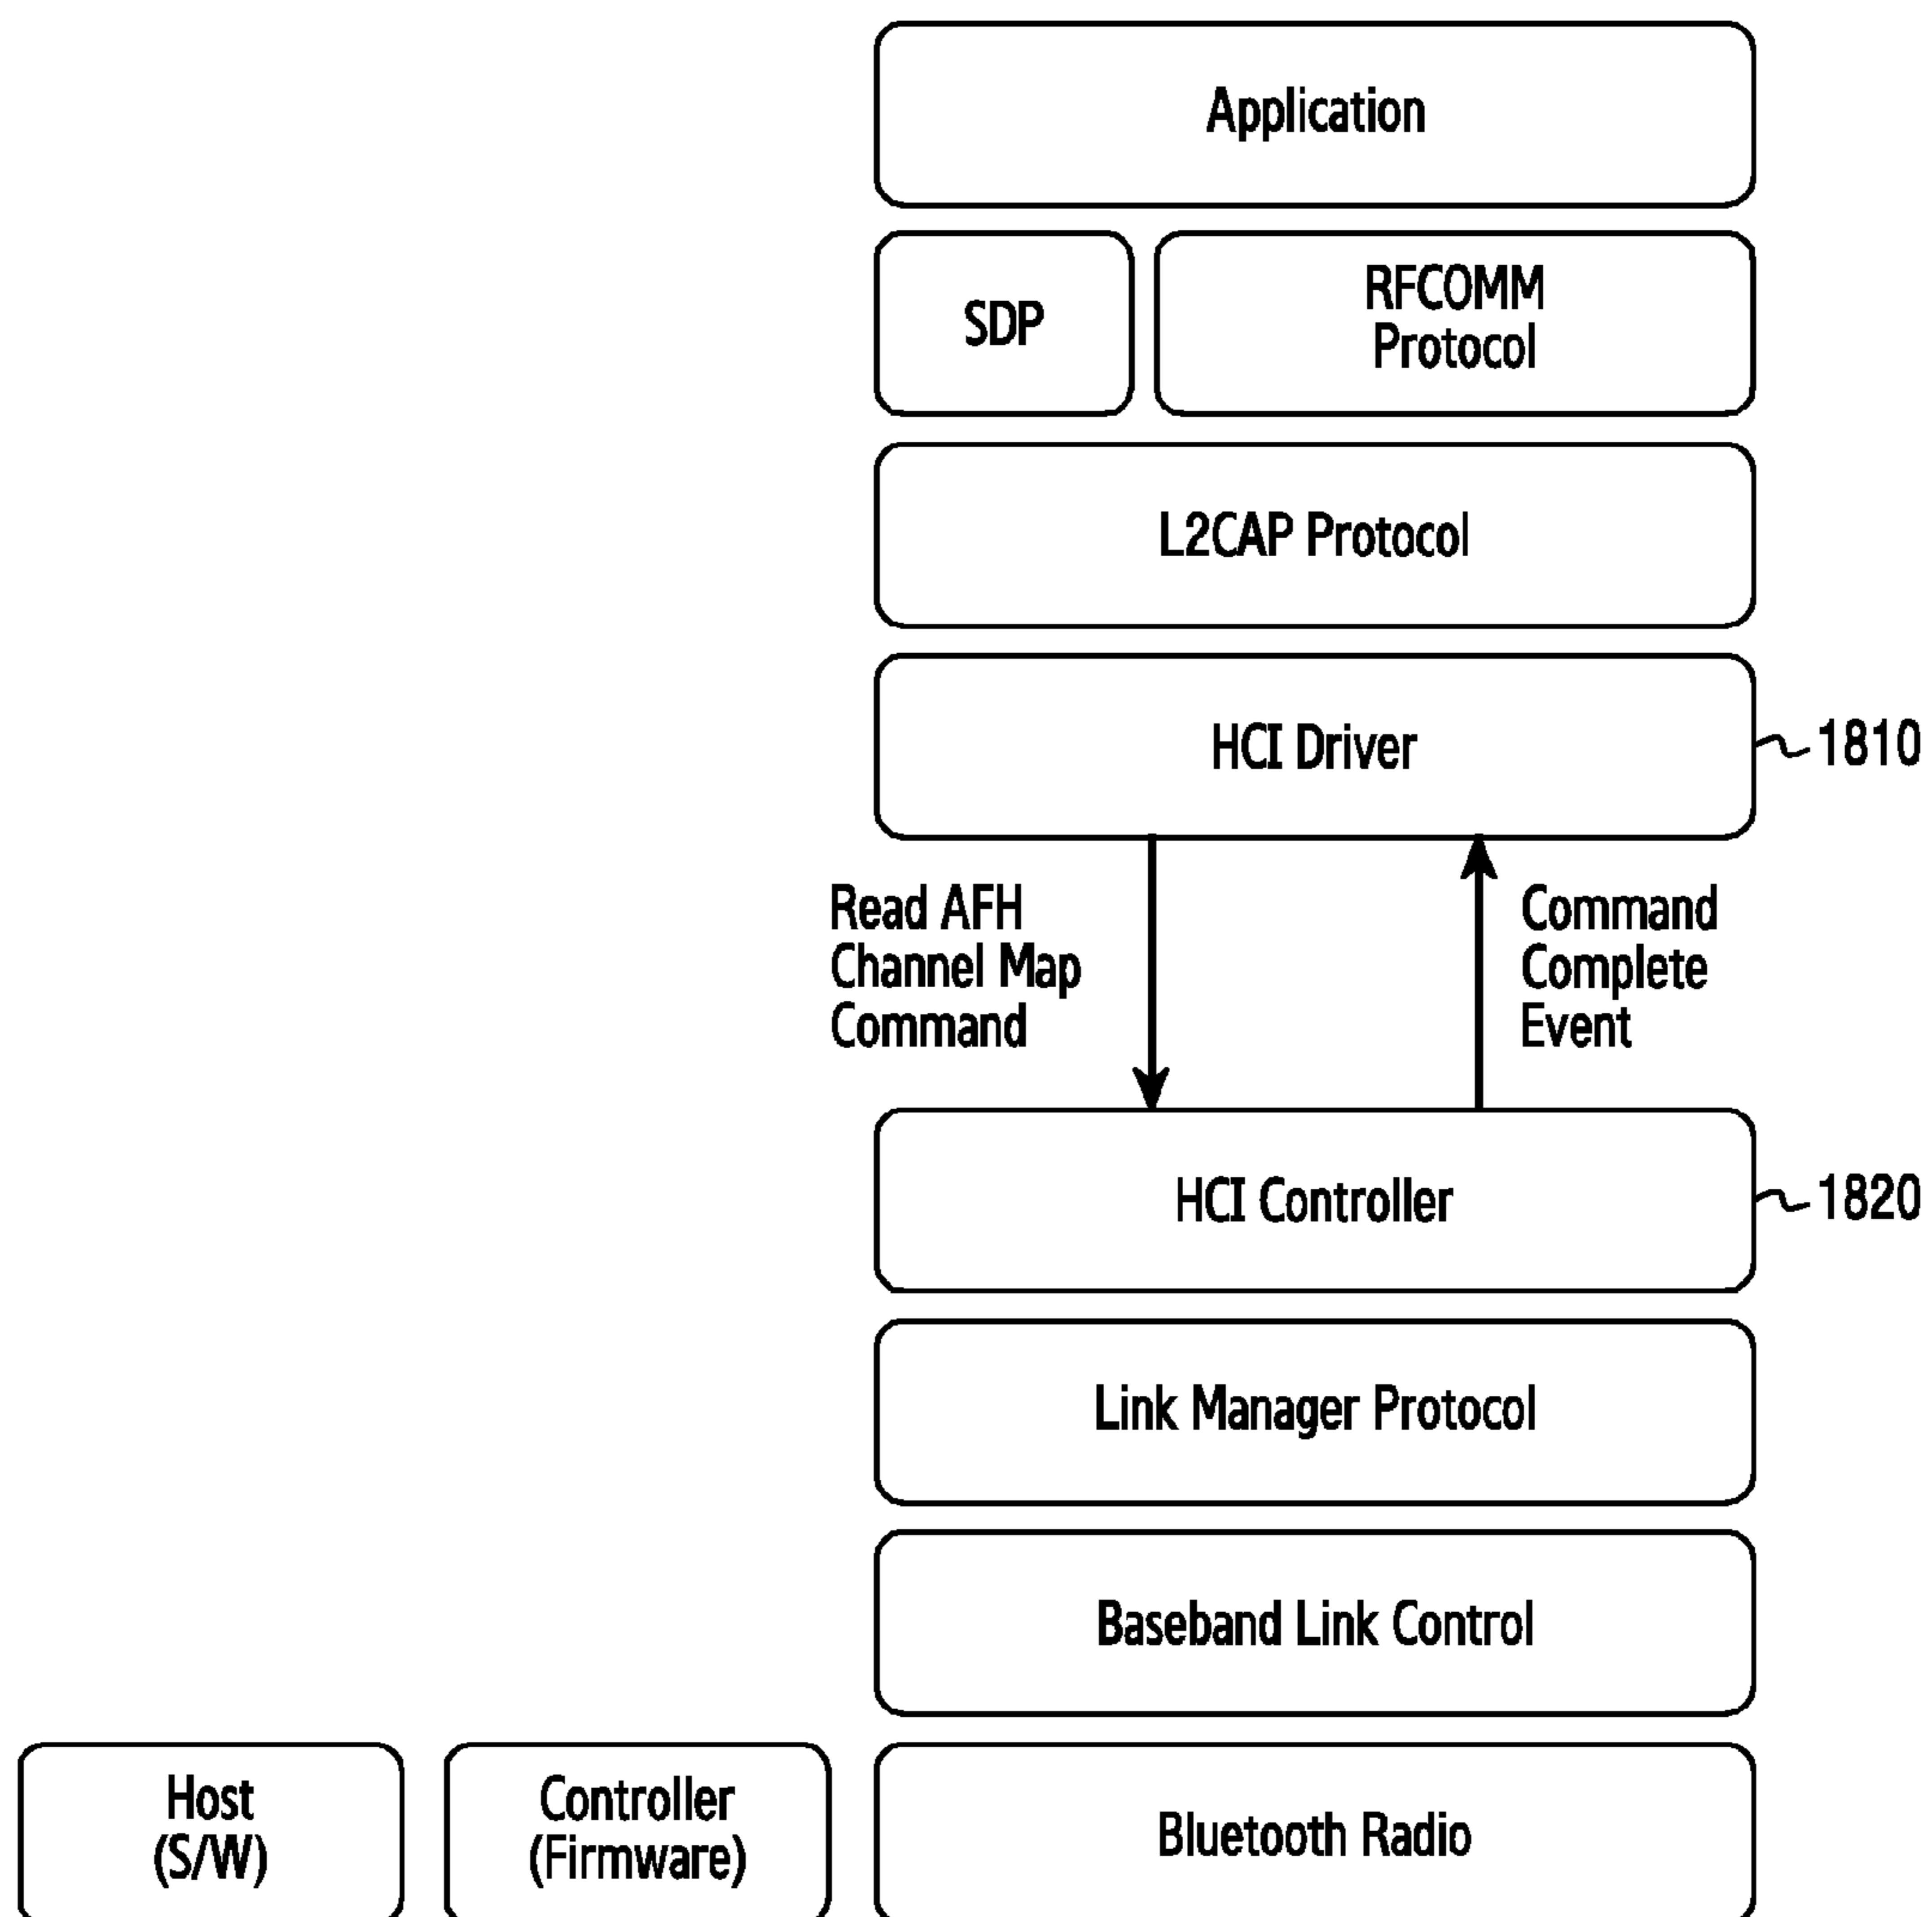 Application
SDP
RFCOMM
Protocol
L2CAP Protocol
HCI Driver
1810
Read AFH
Channel Map
Command
Command
Complete
Event
HCI Controller
1820
Link Manager Protocol
Baseband Link Control
Host
(S/W)
Controller
(Firmware)
Bluetooth Radio